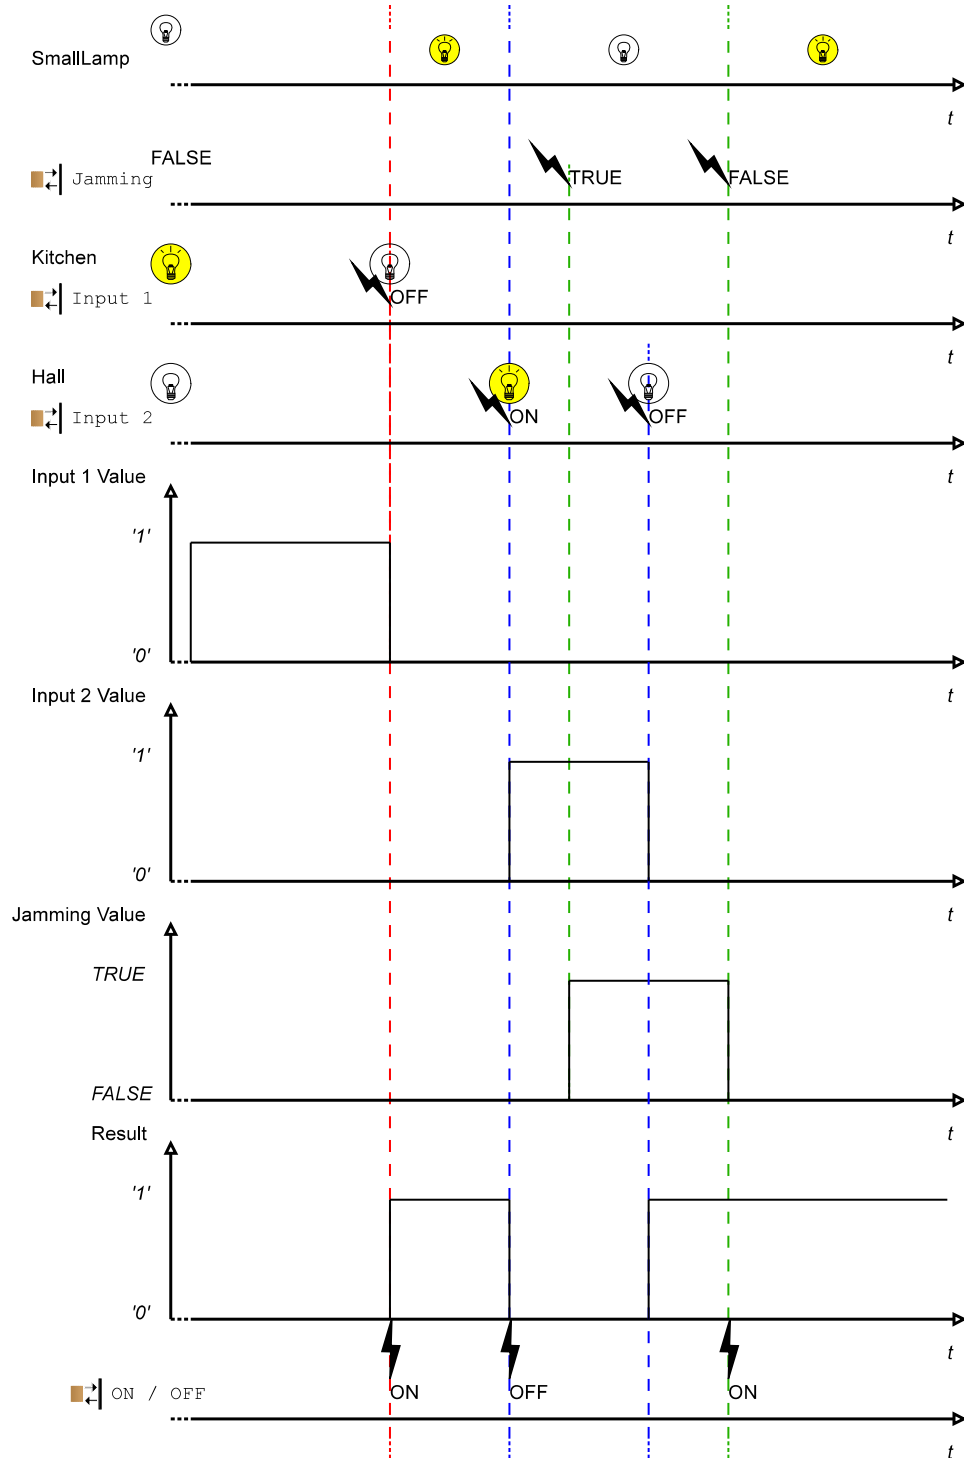 SmallLamp
t
FALSE
Jamming
TRUE
FALSE
t
Kitchen
Input 1
OFF
t
Hall
Input 2
ON
OFF
t
Input 1 Value
'1'
'0'
t
Input 2 Value
'1'
'0'
t
Jamming Value
TRUE
FALSE
t
Result
'1'
'0'
t
ON / OFF
ON
OFF
ON
t